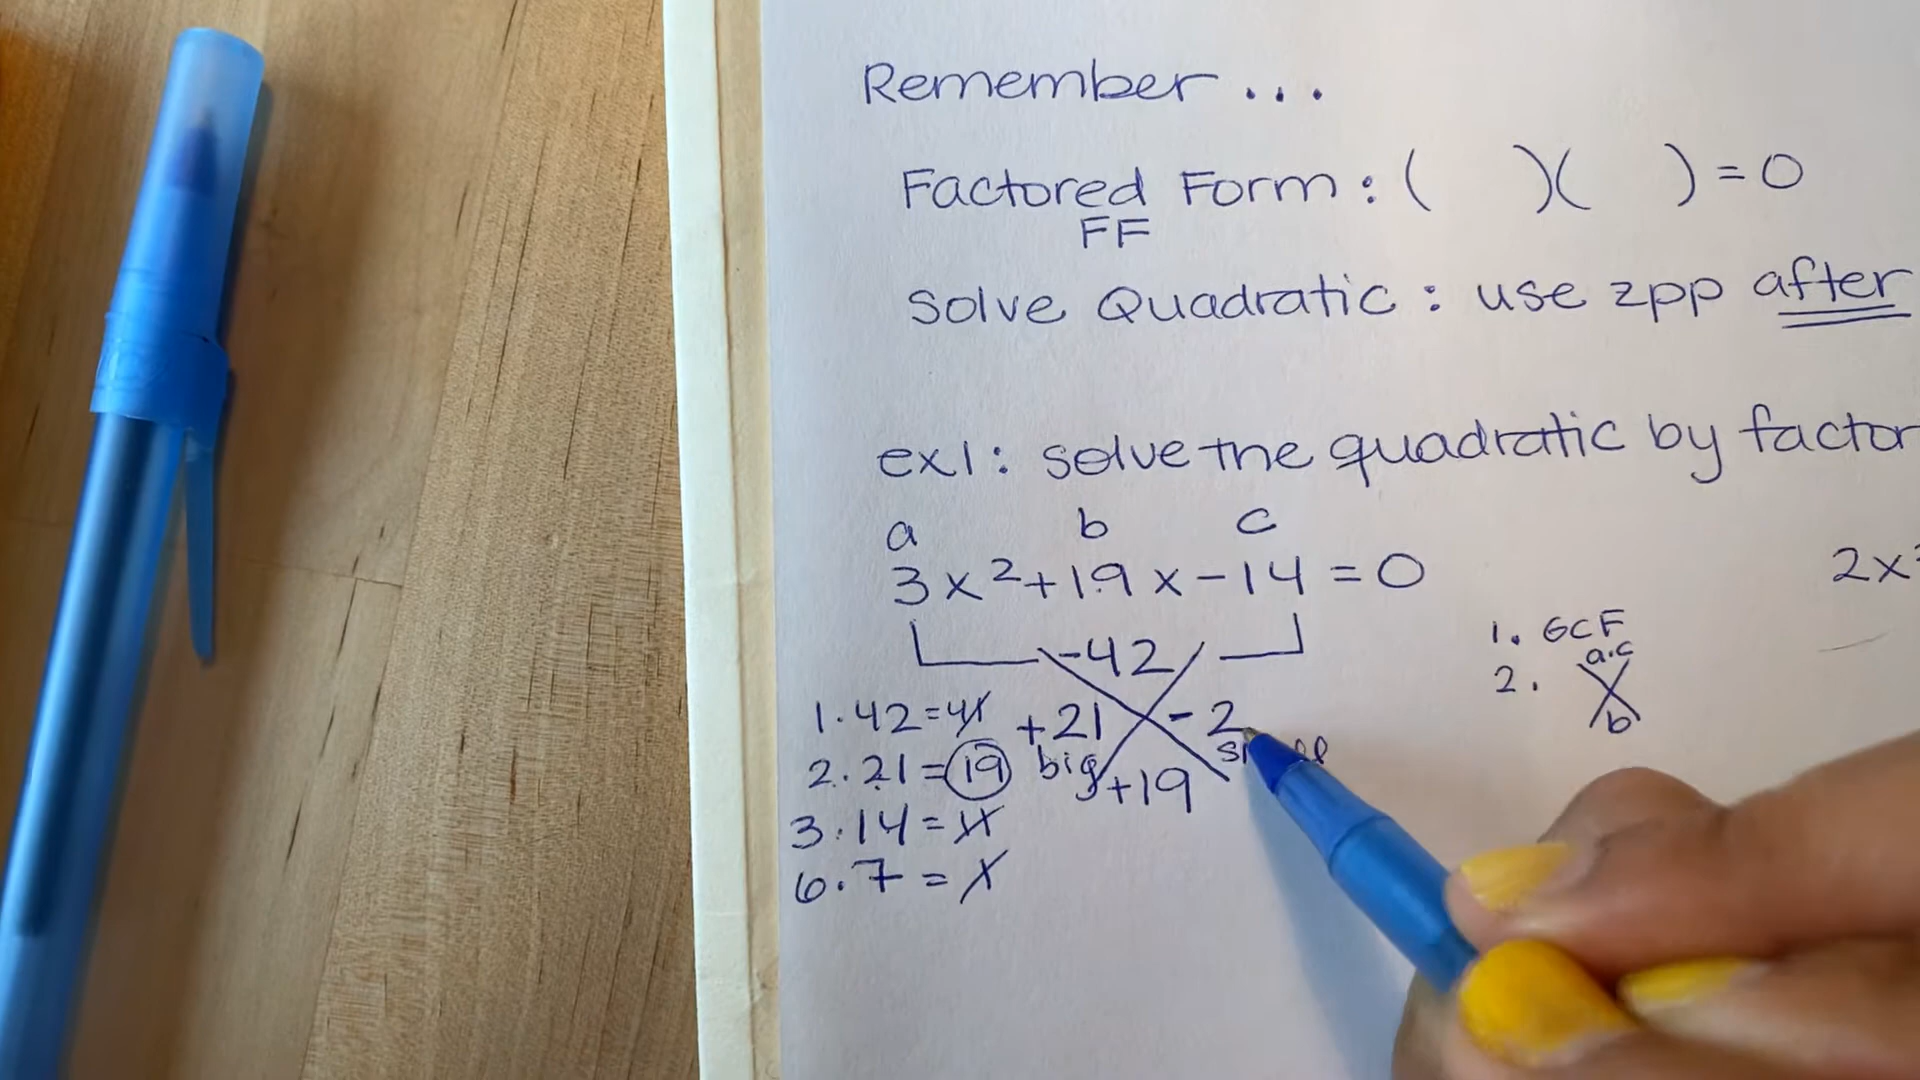 Remember ...
Factored Form : ( )( ) = 0
FF
Solve Quadratic : use zpp after
ex1: solve the quadratic by factor
a b c
3x²+19x-14=0
2x
-42
1. GCF
a.c
2.
b
1.42=41
+21 -2
2.21=19
big
+19
3.14=11
6.7=1